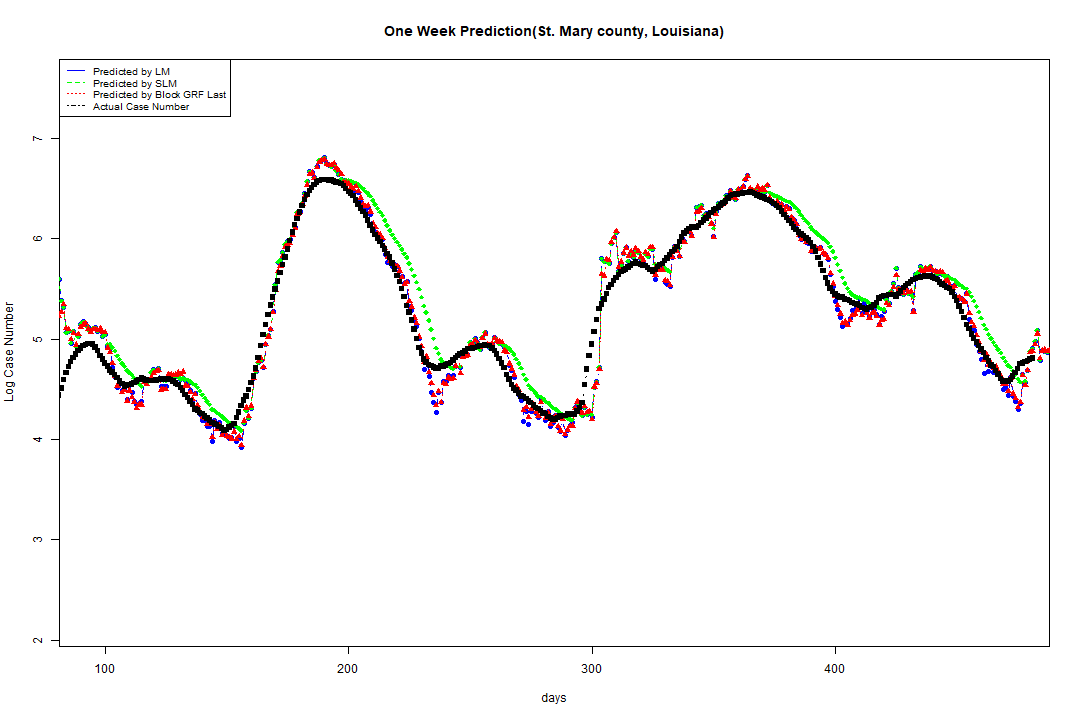 One Week Prediction(St. Mary county, Louisiana)
Predicted by LM
Predicted by SLM
Predicted by Block GRF Last
Actual Case Number
7
6
5
4
3
2
Log Case Number
100 200 300 400
days